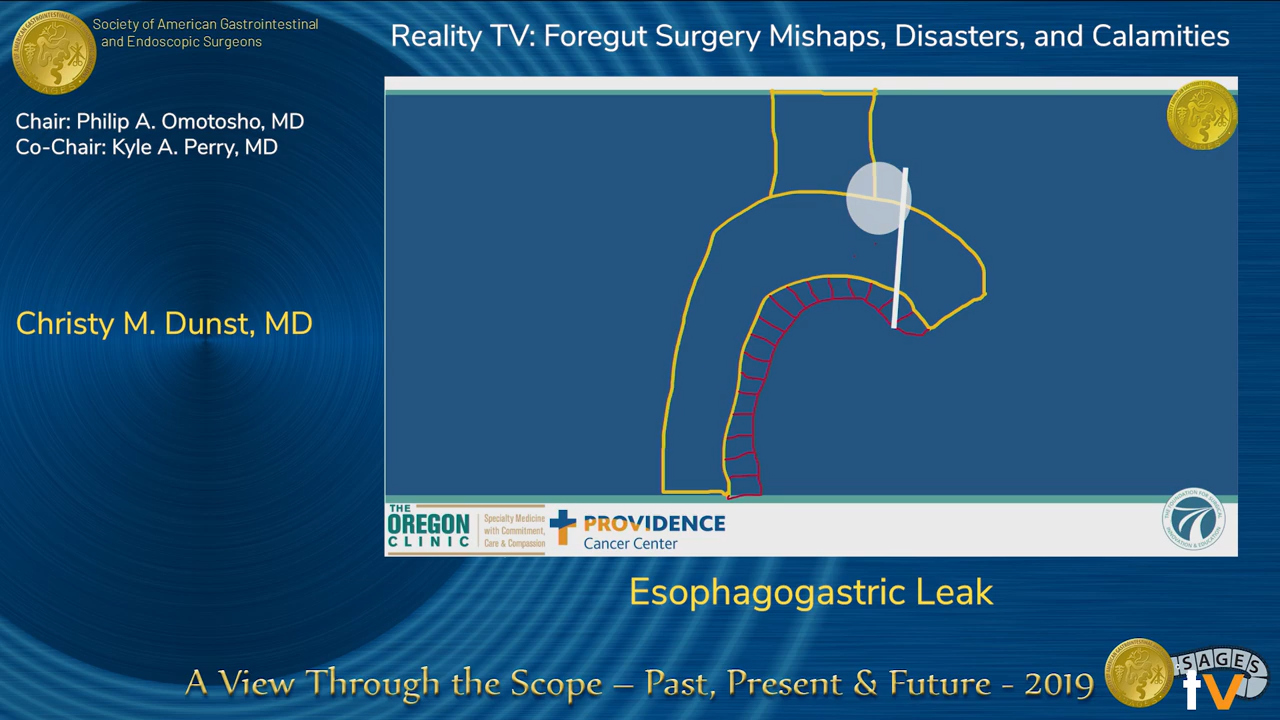 Society of American Gastrointestinal
and Endoscopic Surgeons
Reality TV: Foregut Surgery Mishaps, Disasters, and Calamities
Chair: Philip A. Omotosho, MD
Co-Chair: Kyle A. Perry, MD
Christy M. Dunst, MD
THE
OREGON
CLINIC
Specialty Medicine
with Commitment,
Care & Compassion
PROVIDENCE
Cancer Center
Esophagogastric Leak
A View Through the Scope – Past, Present & Future - 2019
SAGES
tv